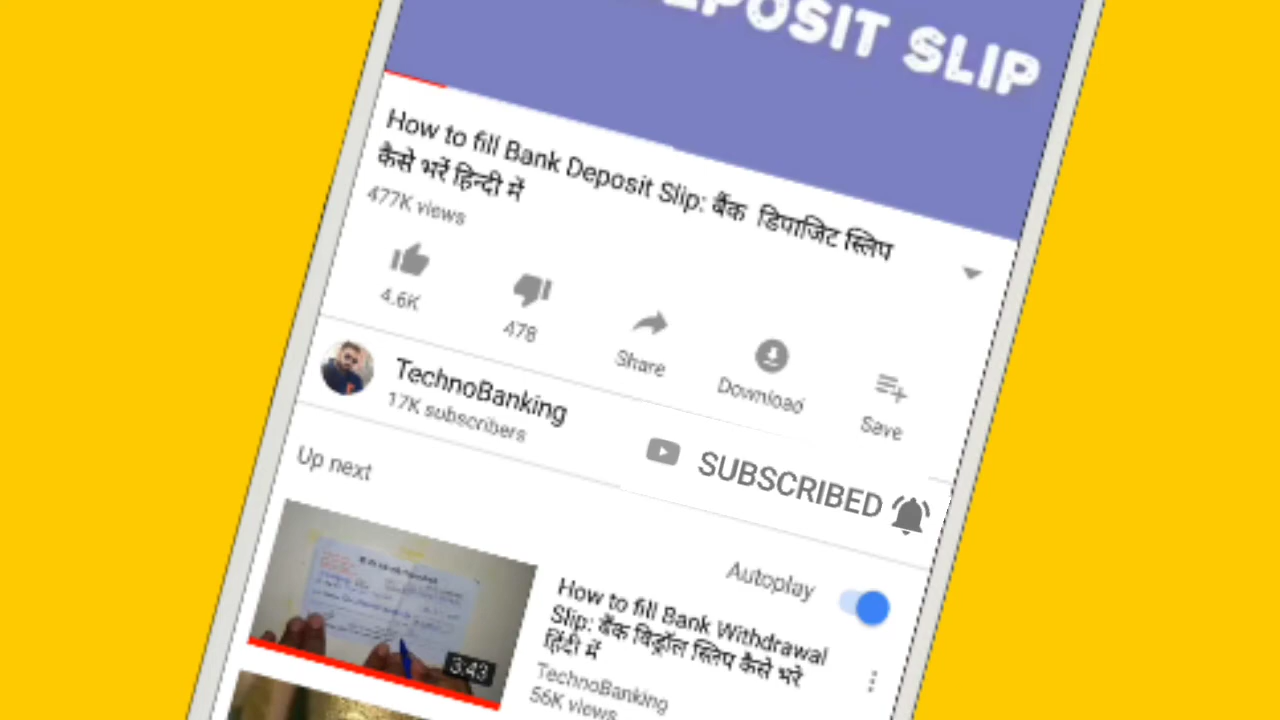 DEPOSIT SLIP
How to fill Bank Deposit Slip: बैंक डिपाजिट स्लिप
कैसे भरें हिन्दी में
477K views
4.6K
478
Share
Download
Save
TechnoBanking
17K subscribers
SUBSCRIBED
Up next
Autoplay
How to fill Bank Withdrawal
Slip: बैंक विड्रॉल स्लिप कैसे भरे
हिंदी में
TechnoBanking
56K views
3:43